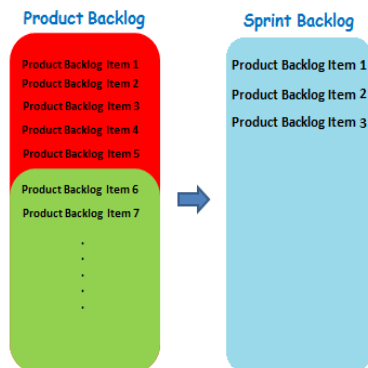 Product Backlog
Product Backlog Item 1
Product Backlog Item 2
Product Backlog Item 3
Product Backlog Item 4
Product Backlog Item 5
Product Backlog Item 6
Product Backlog Item 7
.
.
.
.
.
Sprint Backlog
Product Backlog Item 1
Product Backlog Item 2
Product Backlog Item 3